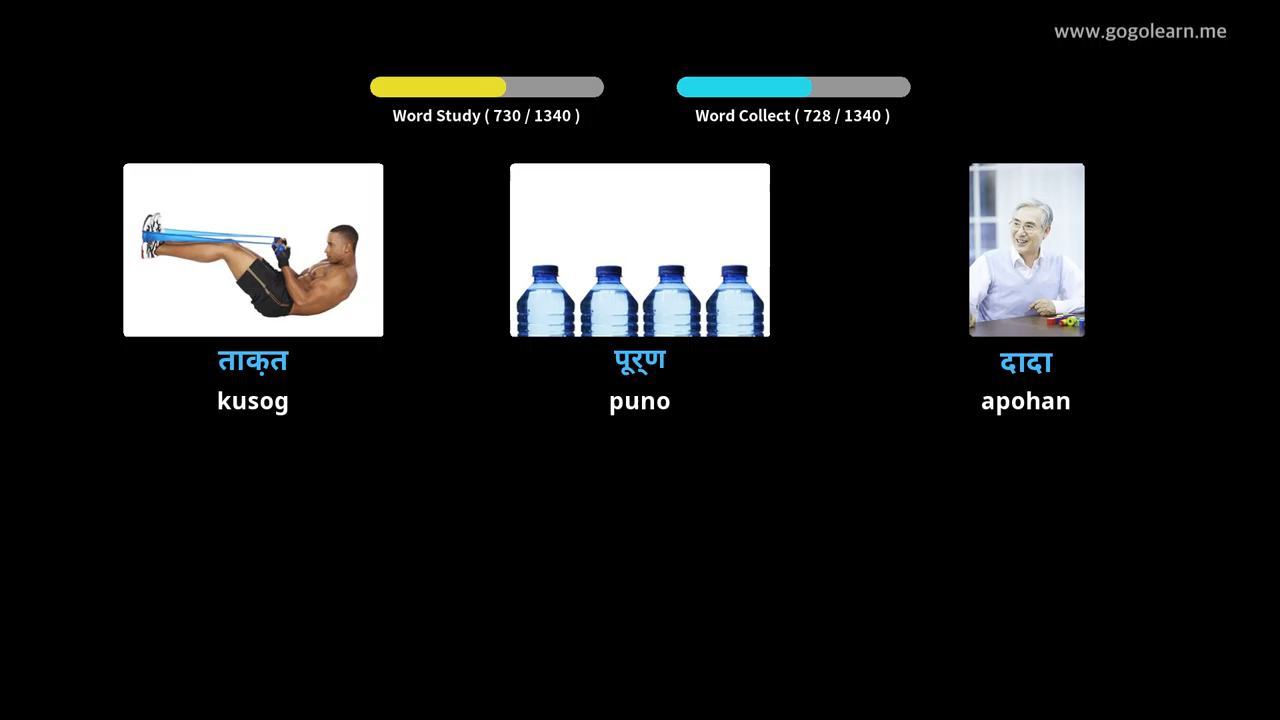 www.gogolearn.me
Word Study ( 730 / 1340 )
Word Collect ( 728 / 1340 )
ताक़त
पूर्ण
दादा
kusog
puno
apohan